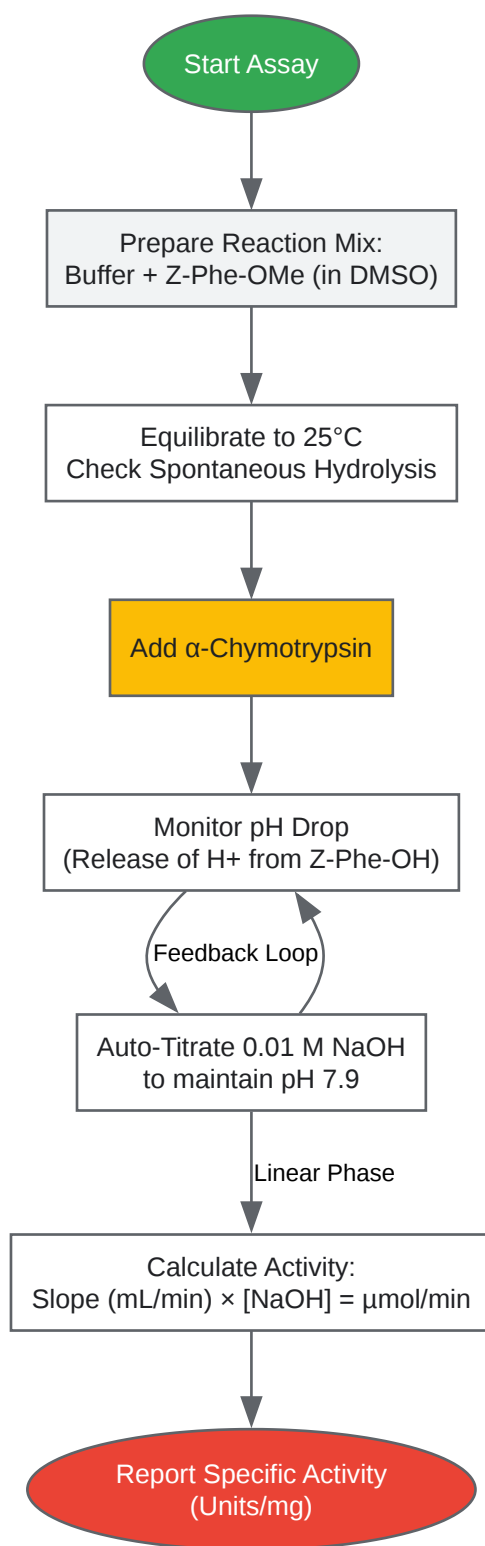 Start Assay
Prepare Reaction Mix:
Buffer + Z-Phe-OMe (in DMSO)
Equilibrate to 25°C
Check Spontaneous Hydrolysis
Add α-Chymotrypsin
Monitor pH Drop
(Release of H+ from Z-Phe-OH)
Feedback Loop
Auto-Titrate 0.01 M NaOH
to maintain pH 7.9
Linear Phase
Calculate Activity:
Slope (mL/min) × [NaOH] = µmol/min
Report Specific Activity
(Units/mg)